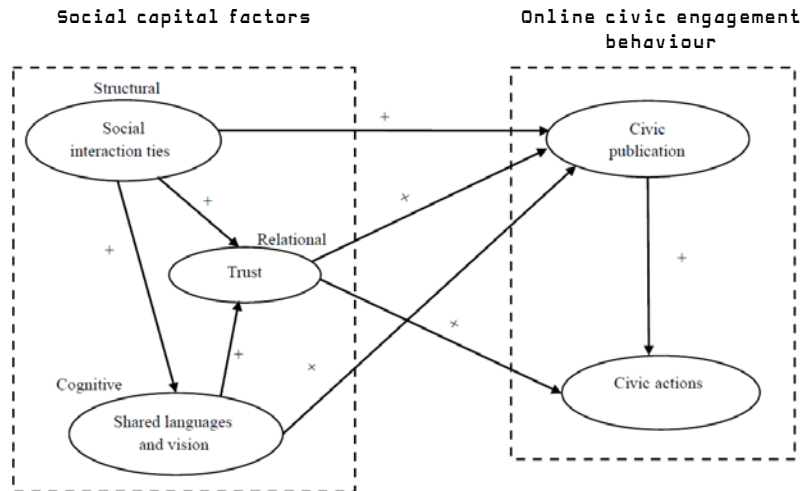 Social capital factors
Online civic engagement
behaviour
Structural
Social
interaction ties
+
Civic
publication
+
×
Relational
+
Trust
+
×
+
×
Cognitive
Civic actions
Shared languages
and vision